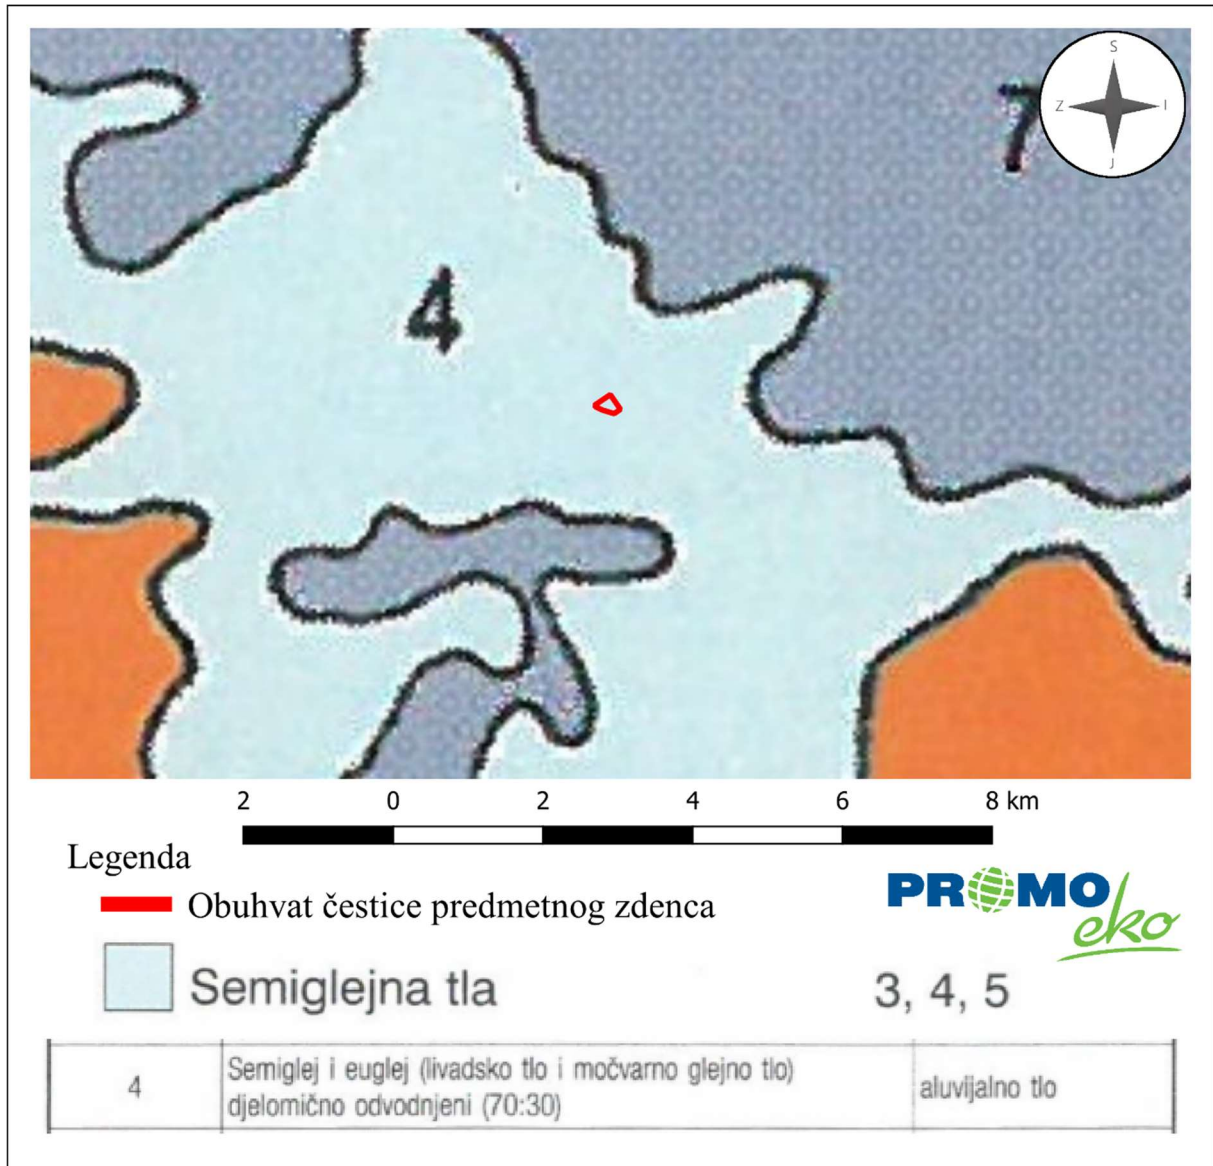 S
7
Z I
J
4
2 0 2 4 6 8 km
Legenda
Obuhvat čestice predmetnog zdenca
PROMO
eko
Semiglejna tla 3, 4, 5
4 Semiglej i euglej (livadsko tlo i močvarno glejno tlo) aluvijalno tlo
djelomično odvodnjeni (70:30)